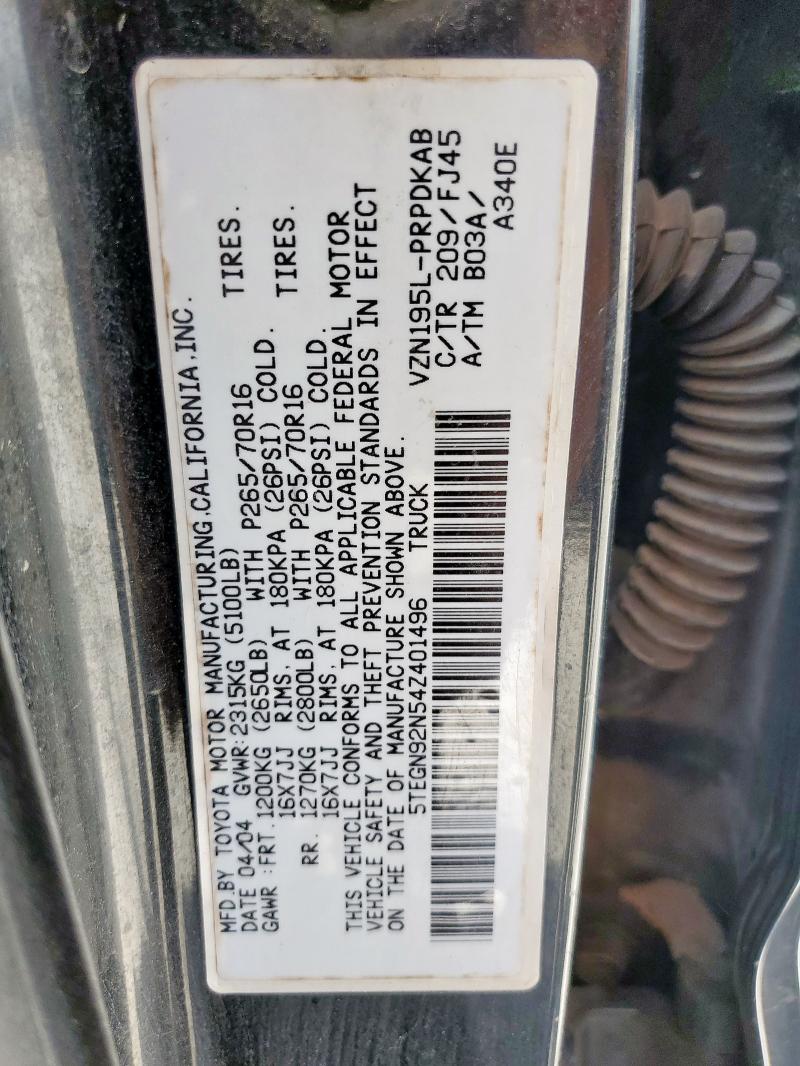 MFD.BY TOYOTA MOTOR MANUFACTURING,CALIFORNIA,INC.
DATE 04/04 GVWR:2315KG (5100LB)
GAWR :FRT.1200KG (2650LB) WITH P265/70R16 TIRES.
16X7JJ RIMS, AT 180KPA (26PSI) COLD.
RR. 1270KG (2800LB) WITH P265/70R16 TIRES.
16X7JJ RIMS, AT 180KPA (26PSI) COLD.
THIS VEHICLE CONFORMS TO ALL APPLICABLE FEDERAL MOTOR
VEHICLE SAFETY AND THEFT PREVENTION STANDARDS IN EFFECT
ON THE DATE OF MANUFACTURE SHOWN ABOVE.
5TEGN92N54Z401496 TRUCK
VZN195L-PRPDKAB
C/TR 209/FJ45
A/TM B03A/
A340E